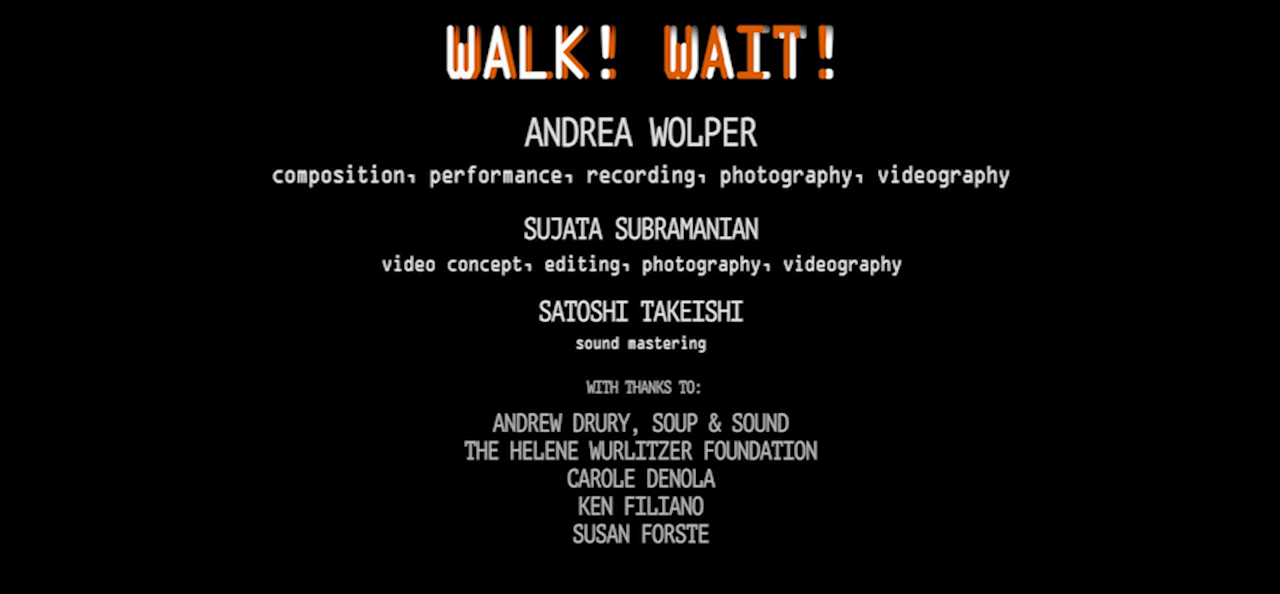 WALK! WAIT!
ANDREA WOLPER
composition, performance, recording, photography, videography
SUJATA SUBRAMANIAN
video concept, editing, photography, videography
SATOSHI TAKEISHI
sound mastering
WITH THANKS TO:
ANDREW DRURY, SOUP & SOUND
THE HELENE WURLITZER FOUNDATION
CAROLE DENOLA
KEN FILIANO
SUSAN FORSTE